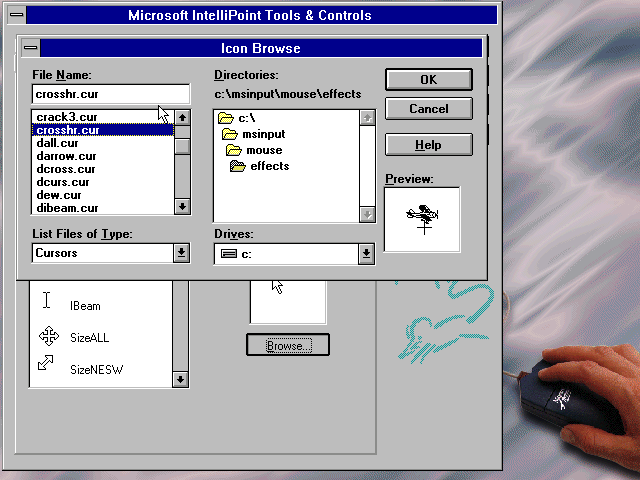 Microsoft IntelliPoint Tools & Controls
Icon Browse
File Name:
crosshr.cur
crack3.cur
crosshr.cur
dall.cur
darrow.cur
dcross.cur
dcurs.cur
dew.cur
dibeam.cur
List Files of Type:
Cursors
Directories:
c:\msinput\mouse\effects
c:\
msinput
mouse
effects
Drives:
c:
OK
Cancel
Help
Preview:
IBeam
SizeALL
SizeNESW
Browse...